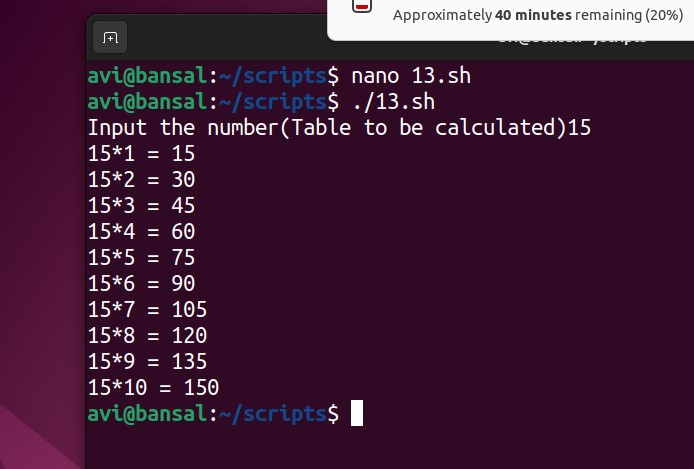 Approximately 40 minutes remaining (20%)
avi@bansal:~/scripts$ nano 13.sh
avi@bansal:~/scripts$ ./13.sh
Input the number(Table to be calculated)15
15*1 = 15
15*2 = 30
15*3 = 45
15*4 = 60
15*5 = 75
15*6 = 90
15*7 = 105
15*8 = 120
15*9 = 135
15*10 = 150
avi@bansal:~/scripts$